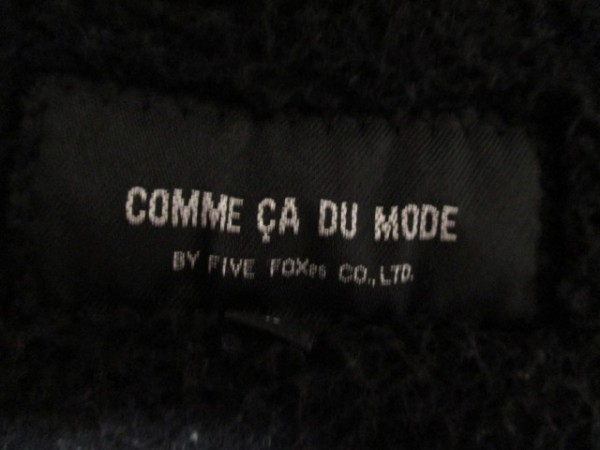 COMME ÇA DU MODE
BY FIVE FOXes CO., LTD.